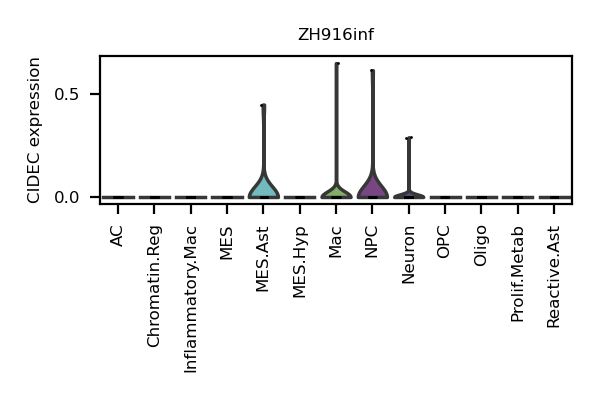 ZH916inf
CIDEC expression
0.5
0.0
AC
Chromatin.Reg
Inflammatory.Mac
MES
MES.Ast
MES.Hyp
Mac
NPC
Neuron
OPC
Oligo
Prolif.Metab
Reactive.Ast